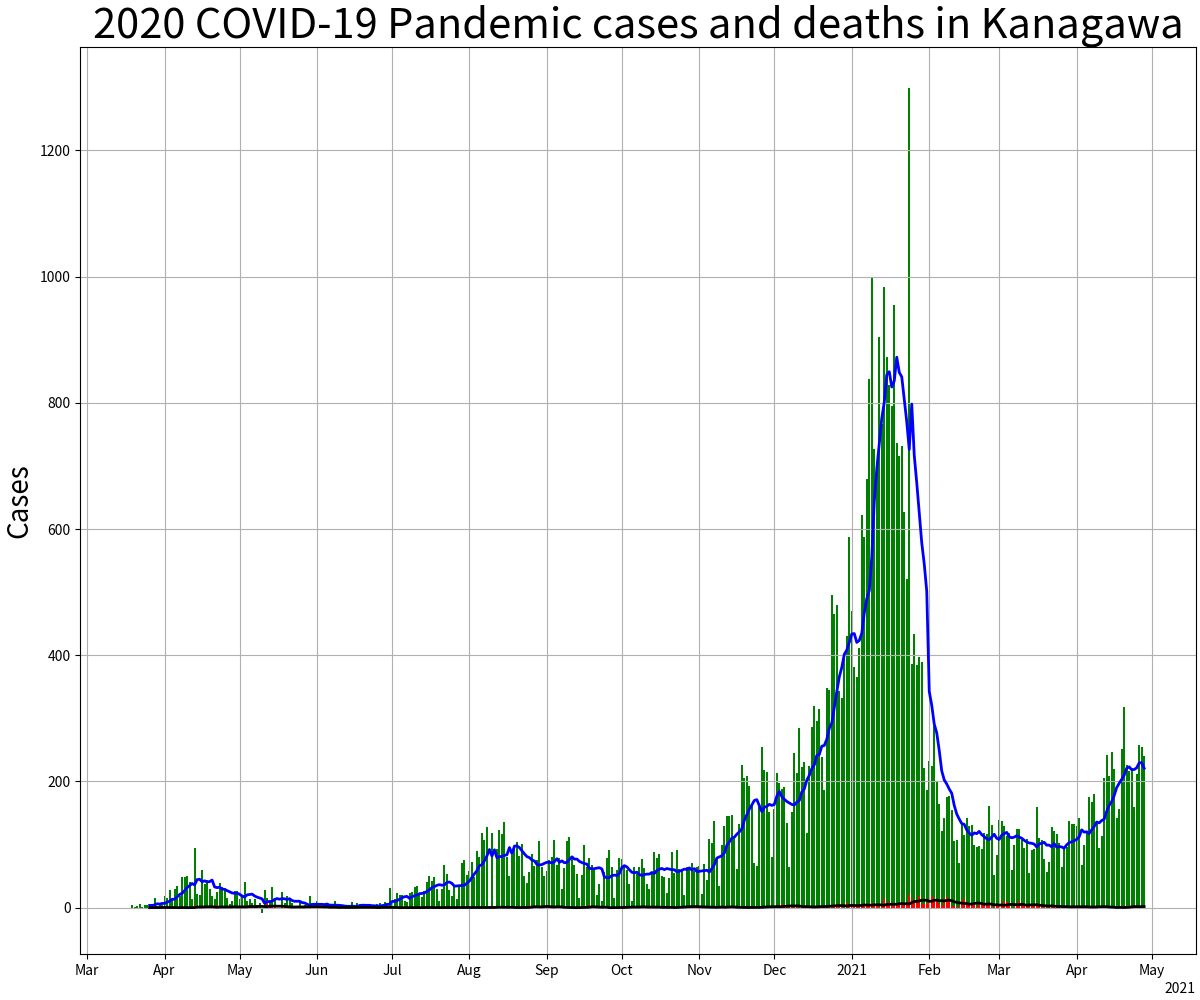 2020 COVID-19 Pandemic cases and deaths in Kanagawa
1200
1000
800
600
400
200
0
Cases
Mar Apr May Jun Jul Aug Sep Oct Nov Dec 2021 Feb Mar Apr May
2021